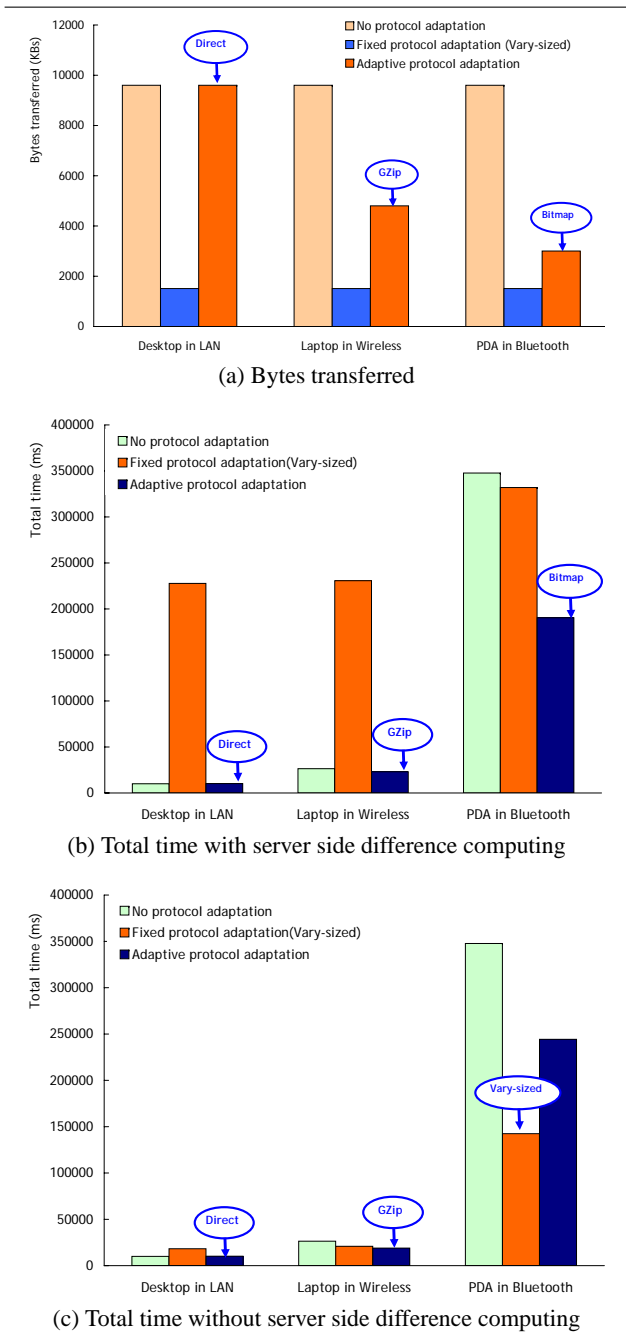 12000
10000
8000
6000
4000
2000
0
Bytes transferred (KBs)
No protocol adaptation
Fixed protocol adaptation (Vary-sized)
Adaptive protocol adaptation
Direct
GZip
Bitmap
Desktop in LAN
Laptop in Wireless
PDA in Bluetooth
(a) Bytes transferred
400000
350000
300000
250000
200000
150000
100000
50000
0
Total time (ms)
No protocol adaptation
Fixed protocol adaptation(Vary-sized)
Adaptive protocol adaptation
Direct
GZip
Bitmap
Desktop in LAN
Laptop in Wireless
PDA in Bluetooth
(b) Total time with server side difference computing
400000
350000
300000
250000
200000
150000
100000
50000
0
Total time (ms)
No protocol adaptation
Fixed protocol adaptation(Vary-sized)
Adaptive protocol adaptation
Direct
GZip
Vary-sized
Desktop in LAN
Laptop in Wireless
PDA in Bluetooth
(c) Total time without server side difference computing